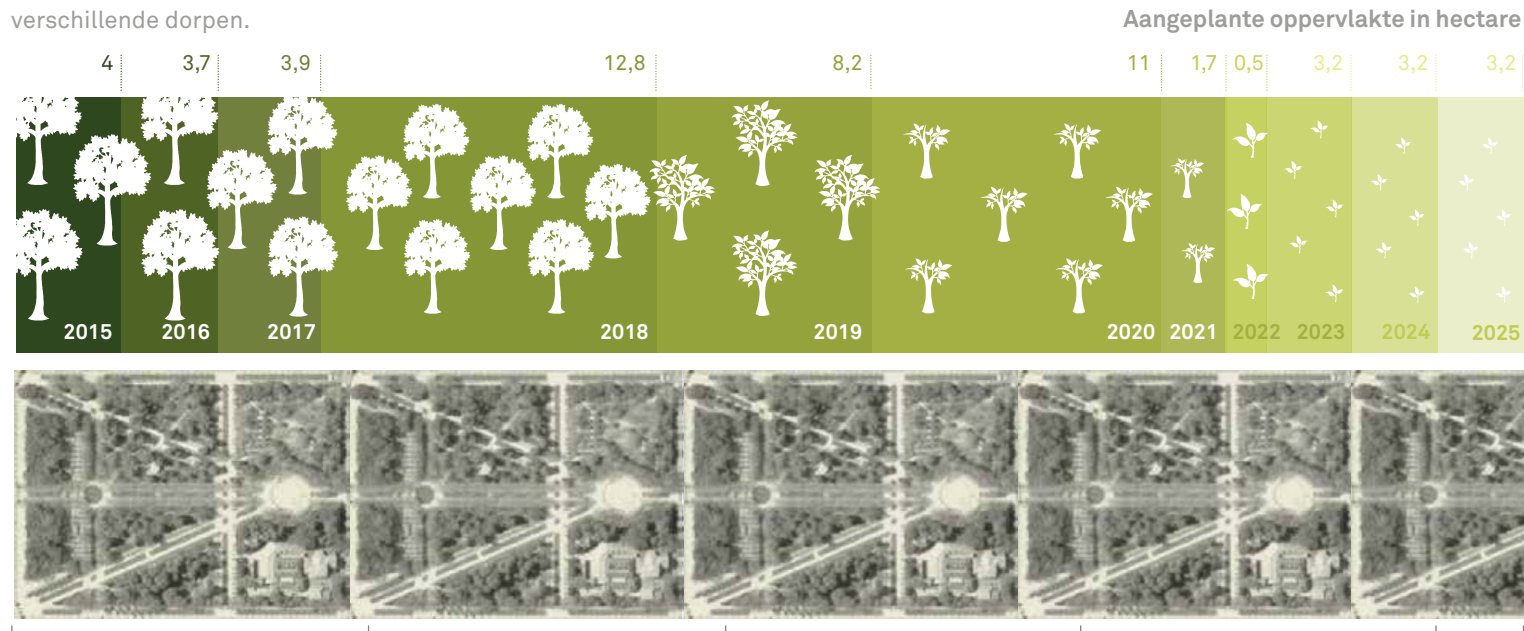 verschillende dorpen.
Aangeplante oppervlakte in hectare
4 3,7 3,9 12,8 8,2 11 1,7 0,5 3,2 3,2 3,2
2015 2016 2017 2018 2019 2020 2021 2022 2023 2024 2025